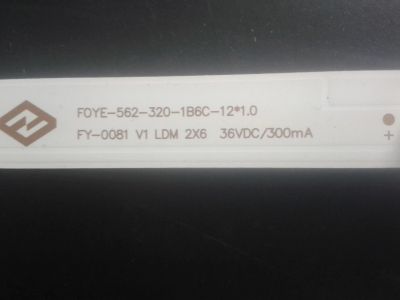 FOYE-562-320-1B6C-12*1.0
FY-0081 V1 LDM 2X6 36VDC/300mA
+